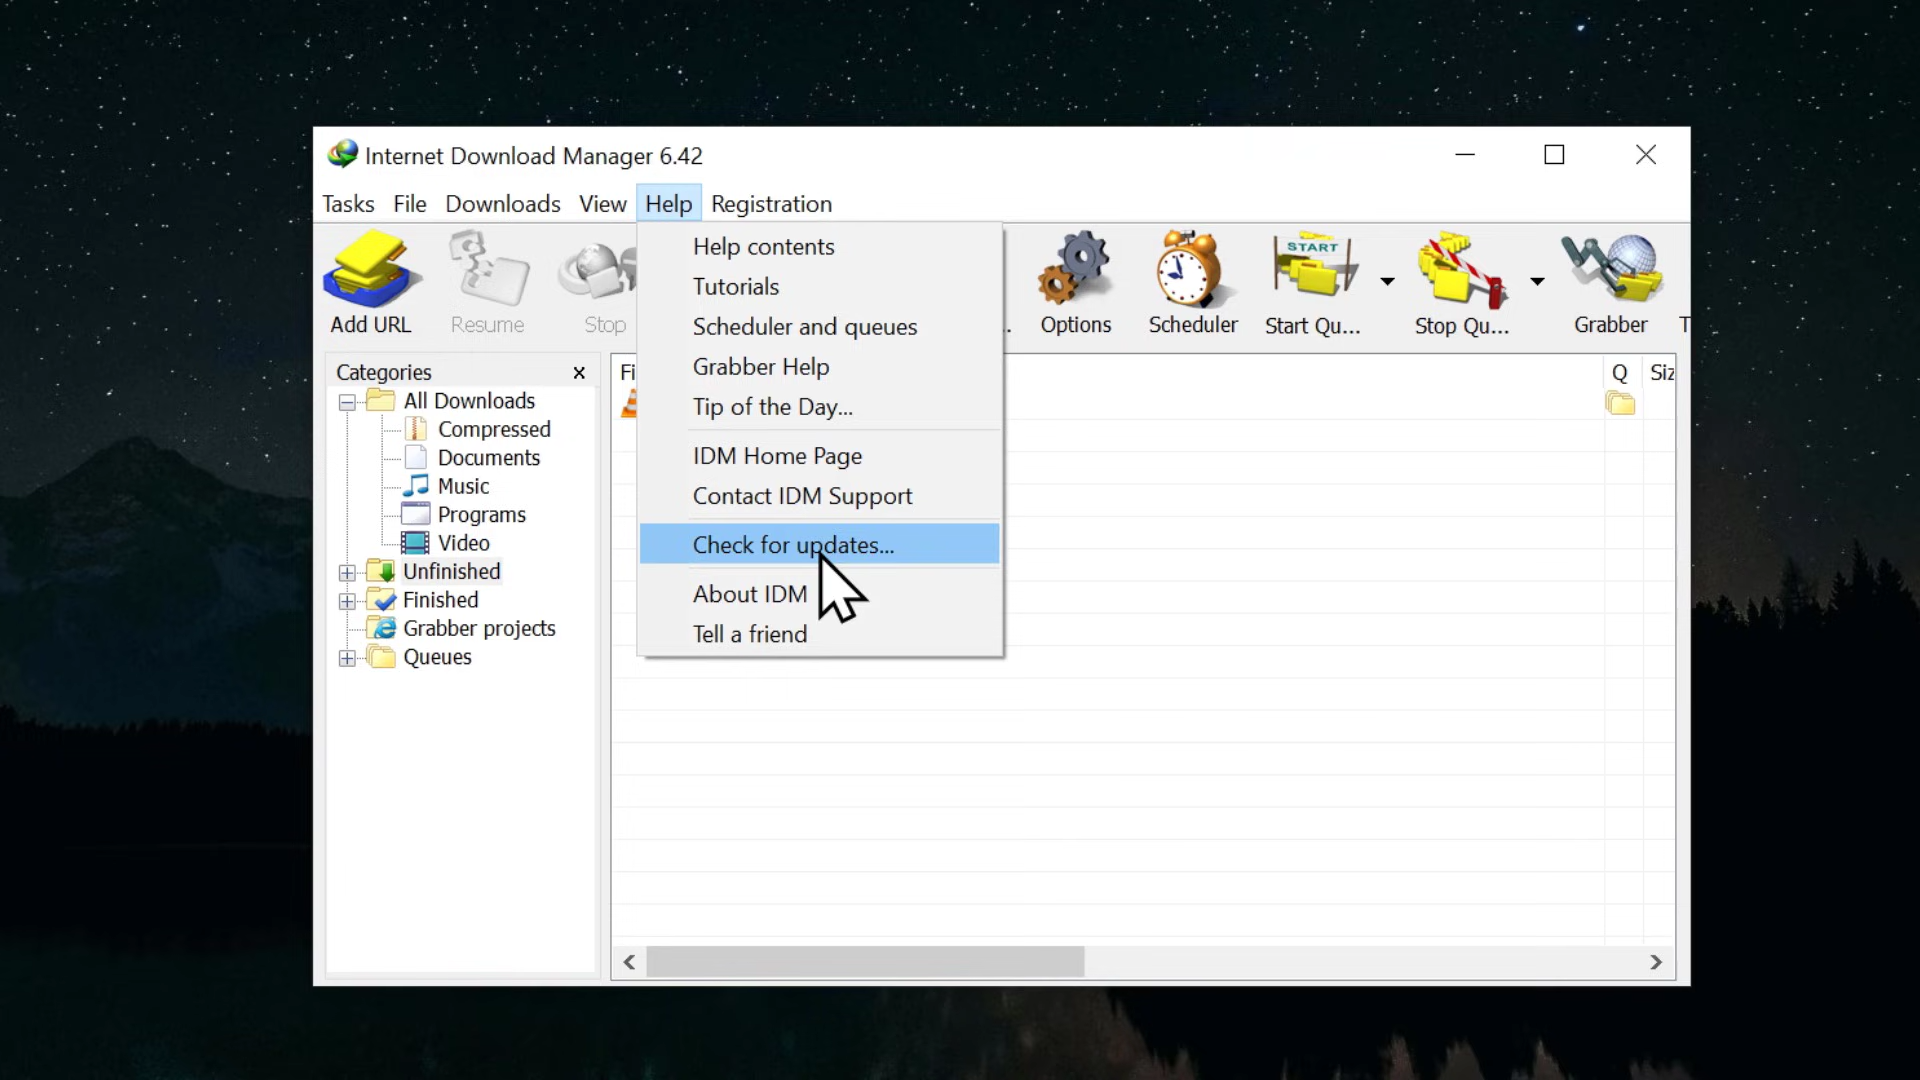 Internet Download Manager 6.42
Tasks File Downloads View Help Registration
Add URL Resume Stop Options Scheduler Start Qu... Stop Qu... Grabber
START
Help contents
Tutorials
Scheduler and queues
Grabber Help
Tip of the Day...
IDM Home Page
Contact IDM Support
Check for updates...
About IDM
Tell a friend
Categories
All Downloads
Compressed
Documents
Music
Programs
Video
Unfinished
Finished
Grabber projects
Queues
Fi Q Siz